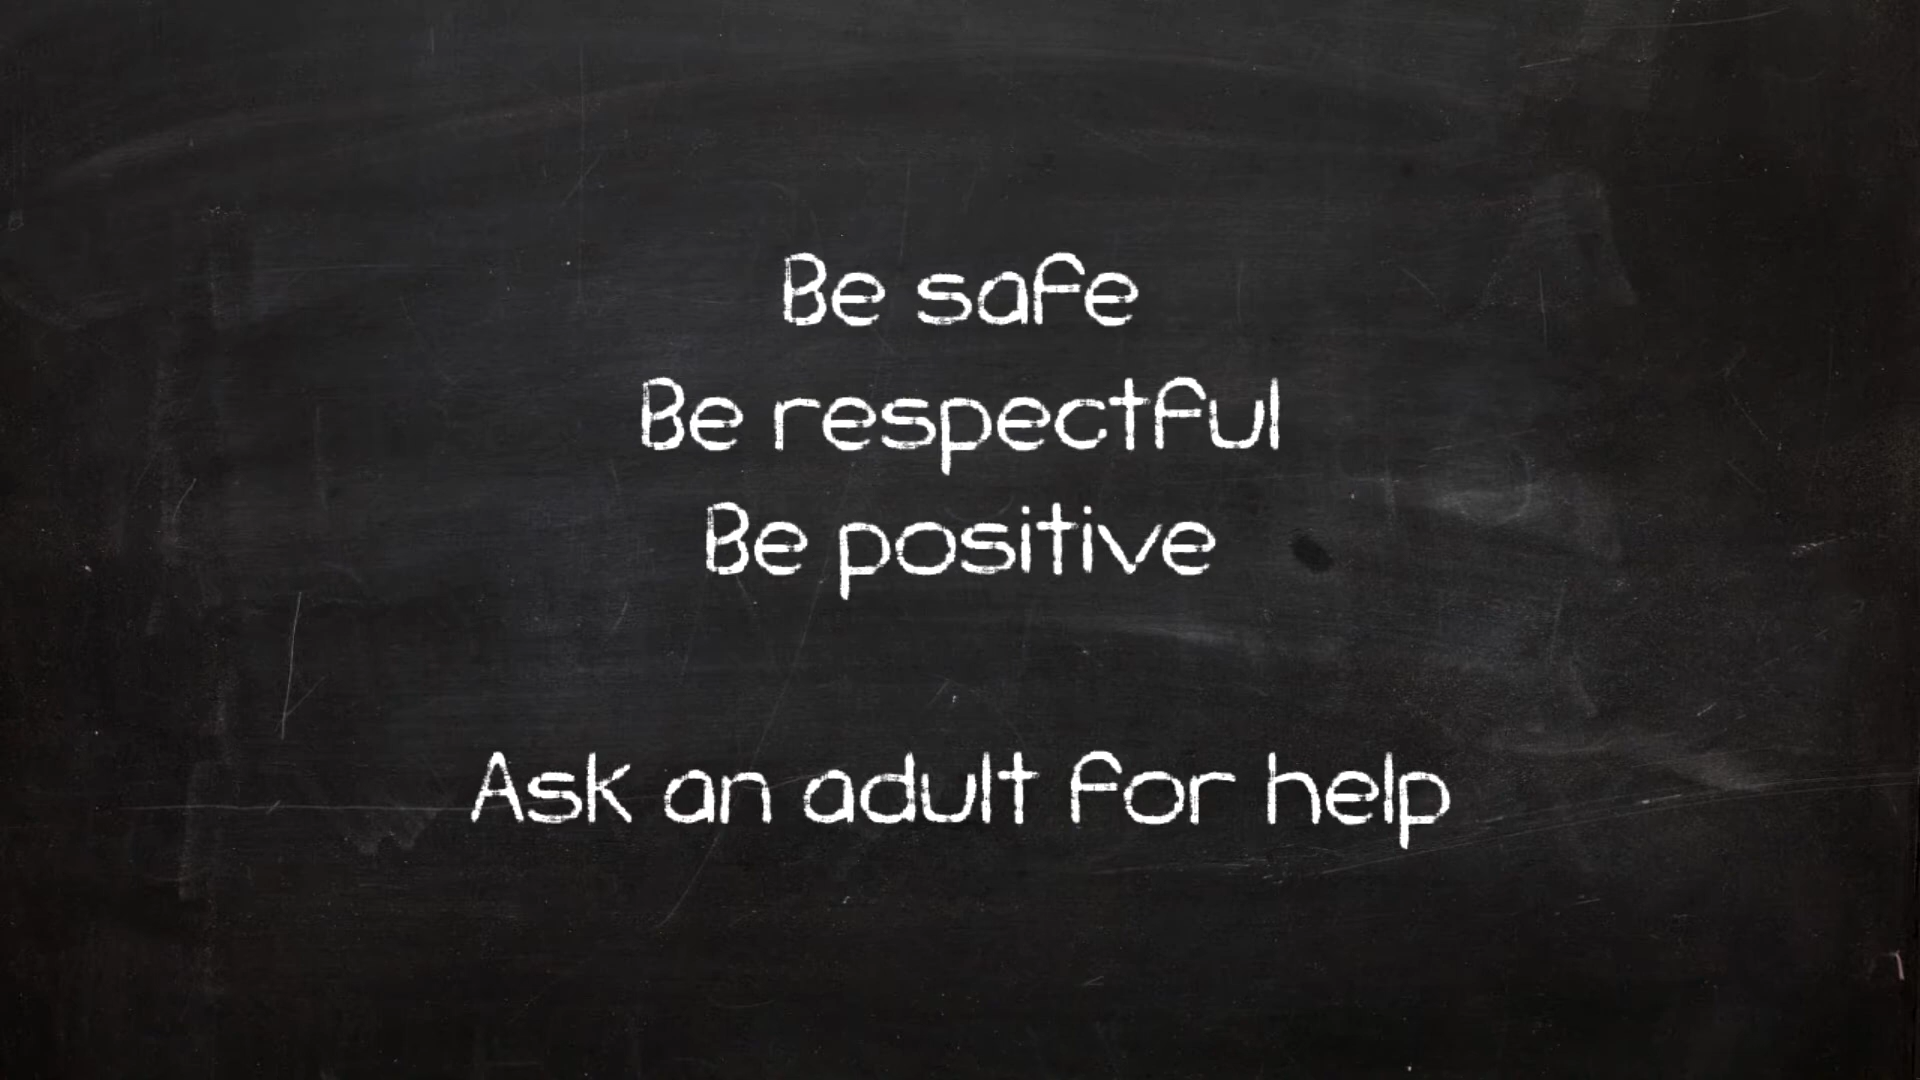 Be safe
Be respectful
Be positive
Ask an adult for help